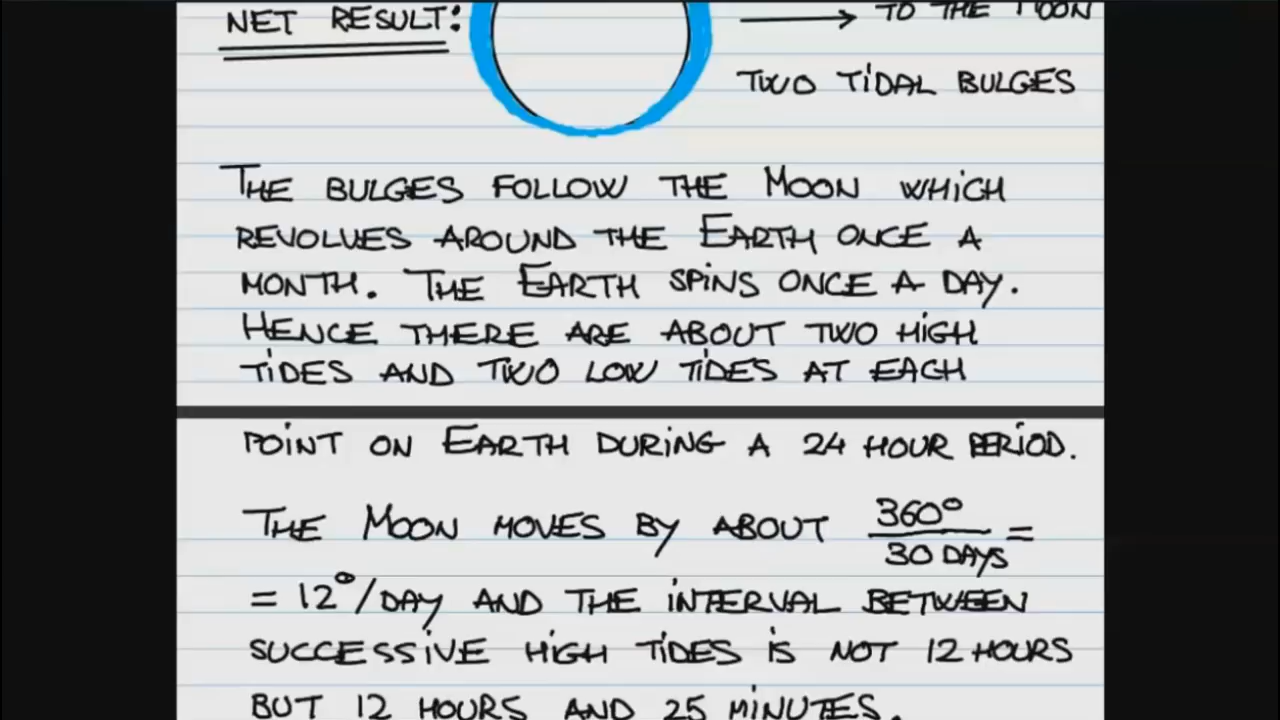 NET RESULT:
TO THE MOON
TWO TIDAL BULGES
THE BULGES FOLLOW THE MOON WHICH
REVOLVES AROUND THE EARTH ONCE A
MONTH. THE EARTH SPINS ONCE A DAY.
HENCE THERE ARE ABOUT TWO HIGH
TIDES AND TWO LOW TIDES AT EACH
POINT ON EARTH DURING A 24 HOUR PERIOD.
THE MOON MOVES BY ABOUT 360°/30 DAYS =
= 12°/DAY AND THE INTERVAL BETWEEN
SUCCESSIVE HIGH TIDES IS NOT 12 HOURS
BUT 12 HOURS AND 25 MINUTES.